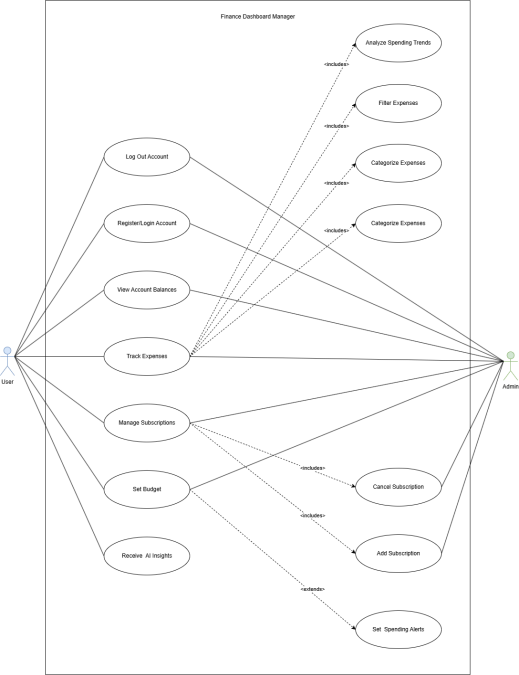 Finance Dashboard Manager
Analyze Spending Trends
<includes>
Filter Expenses
<includes>
Log Out Account
Categorize Expenses
<includes>
Register/Login Account
Categorize Expenses
<includes>
View Account Balances
Track Expenses
User
Admin
Manage Subscriptions
<includes>
Set Budget
Cancel Subscription
<includes>
Receive AI Insights
Add Subscription
<extends>
Set Spending Alerts